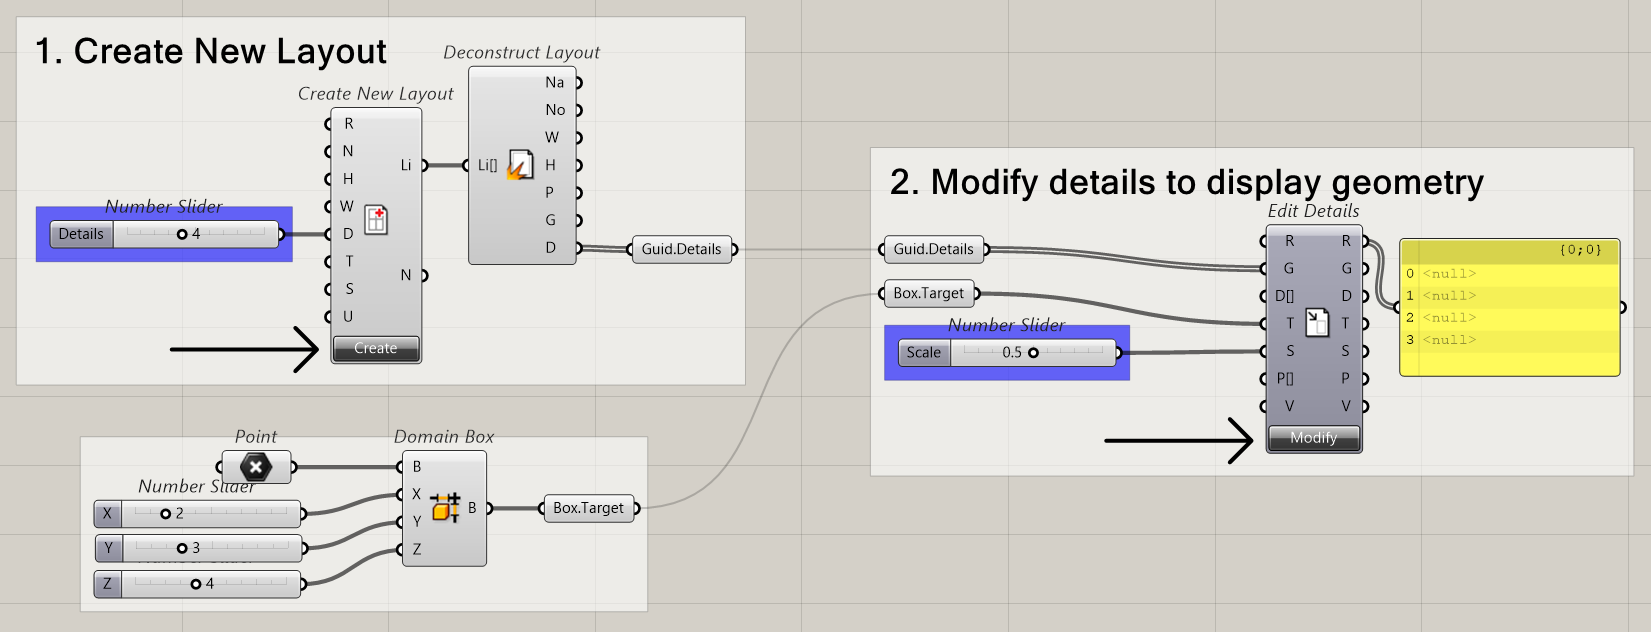 1. Create New Layout
Deconstruct Layout
Create New Layout
Na
No
W
H
P
G
D
Li[]
R
N
H
W
D
T
S
U
Li
N
Create
Number Slider
Details
4
Guid.Details
2. Modify details to display geometry
Edit Details
Guid.Details
Box.Target
Number Slider
Scale
0.5
R
G
D[]
T
S
P[]
V
R
G
D
T
S
P
V
Modify
{0;0}
0 <null>
1 <null>
2 <null>
3 <null>
Point
Domain Box
Number Slider
X
2
Y
3
Z
4
B
X
Y
Z
B
Box.Target